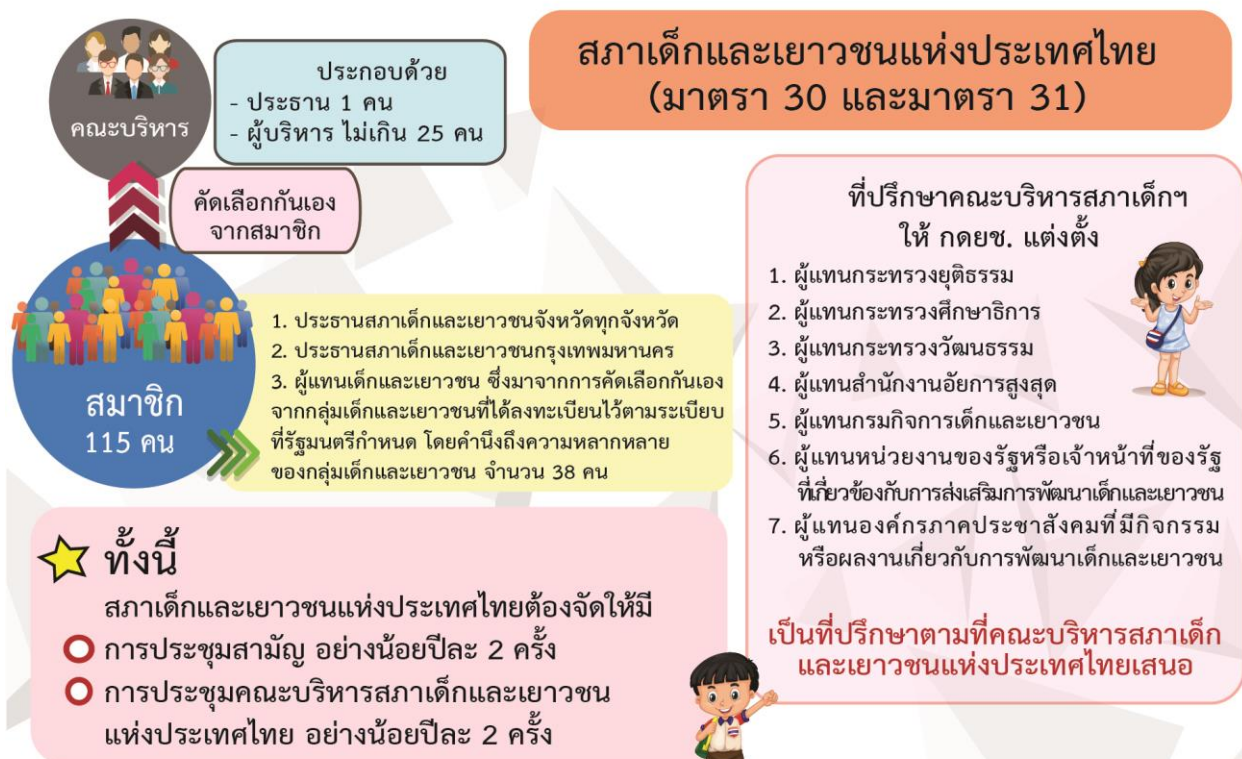 สภาเด็กและเยาวชนแห่งประเทศไทย
(มาตรา 30 และมาตรา 31)
คณะบริหาร
ประกอบด้วย
- ประธาน 1 คน
- ผู้บริหาร ไม่เกิน 25 คน
คัดเลือกกันเอง
จากสมาชิก
สมาชิก
115 คน
1. ประธานสภาเด็กและเยาวชนจังหวัดทุกจังหวัด
2. ประธานสภาเด็กและเยาวชนกรุงเทพมหานคร
3. ผู้แทนเด็กและเยาวชน ซึ่งมาจากการคัดเลือกกันเอง
จากกลุ่มเด็กและเยาวชนที่ได้ลงทะเบียนไว้ตามระเบียบ
ที่รัฐมนตรีกำหนด โดยคำนึงถึงความหลากหลาย
ของกลุ่มเด็กและเยาวชน จำนวน 38 คน
ที่ปรึกษาคณะบริหารสภาเด็กฯ
ให้ กดยช. แต่งตั้ง
1. ผู้แทนกระทรวงยุติธรรม
2. ผู้แทนกระทรวงศึกษาธิการ
3. ผู้แทนกระทรวงวัฒนธรรม
4. ผู้แทนสำนักงานอัยการสูงสุด
5. ผู้แทนกรมกิจการเด็กและเยาวชน
6. ผู้แทนหน่วยงานของรัฐหรือเจ้าหน้าที่ของรัฐ
ที่เกี่ยวข้องกับการส่งเสริมการพัฒนาเด็กและเยาวชน
7. ผู้แทนองค์กรภาคประชาสังคมที่มีกิจกรรม
หรือผลงานเกี่ยวกับการพัฒนาเด็กและเยาวชน
เป็นที่ปรึกษาตามที่คณะบริหารสภาเด็ก
และเยาวชนแห่งประเทศไทยเสนอ
ทั้งนี้
สภาเด็กและเยาวชนแห่งประเทศไทยต้องจัดให้มี
การประชุมสามัญ อย่างน้อยปีละ 2 ครั้ง
การประชุมคณะบริหารสภาเด็กและเยาวชน
แห่งประเทศไทย อย่างน้อยปีละ 2 ครั้ง